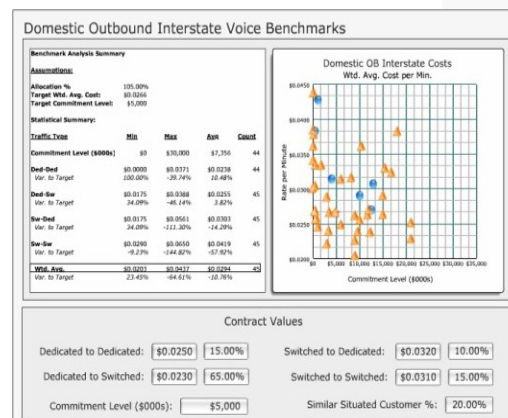 Domestic Outbound Interstate Voice Benchmarks
Benchmark Analysis Summary
Assumptions:
Allocation % 105.00%
Target Wtd. Avg. Cost: $0.0266
Target Commitment Level: $5,000
Statistical Summary:
Traffic Type Min Max Avg Count
Commitment Level ($000s) $0 $30,000 $7,356 44
Ded-Ded $0.0000 $0.0371 $0.0238 44
Var. to Target 100.00% -39.74% 10.48%
Ded-Sw $0.0175 $0.0388 $0.0255 45
Var. to Target 34.09% -46.14% 3.82%
Sw-Ded $0.0175 $0.0561 $0.0303 45
Var. to Target 34.09% -111.30% -14.29%
Sw-Sw $0.0290 $0.0650 $0.0419 45
Var. to Target -9.23% -144.82% -57.92%
Wtd. Avg. $0.0203 $0.0437 $0.0294 45
Var. to Target 23.45% -64.61% -10.76%
Domestic OB Interstate Costs
Wtd. Avg. Cost per Min.
Rate per Minute
$0.0450
$0.0400
$0.0350
$0.0300
$0.0250
$0.0200
$0 $5,000 $10,000 $15,000 $20,000 $25,000 $30,000 $35,000
Commitment Level ($000s)
Contract Values
Dedicated to Dedicated: $0.0250 15.00% Switched to Dedicated: $0.0320 10.00%
Dedicated to Switched: $0.0230 65.00% Switched to Switched: $0.0310 15.00%
Commitment Level ($000s): $5,000 Similar Situated Customer %: 20.00%